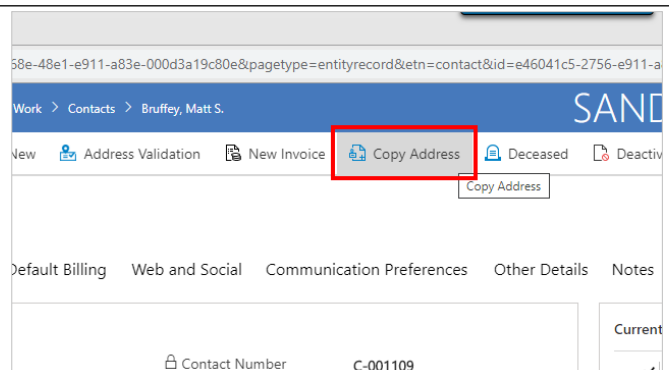 58e-48e1-e911-a83e-000d3a19c80e&pagetype=entityrecord&etn=contact&id=e46041c5-2756-e911-a
Work > Contacts > Bruffey, Matt S.
SAND
New Address Validation New Invoice Copy Address Deceased Deactiv
Copy Address
Default Billing Web and Social Communication Preferences Other Details Notes
Current
Contact Number C-001109